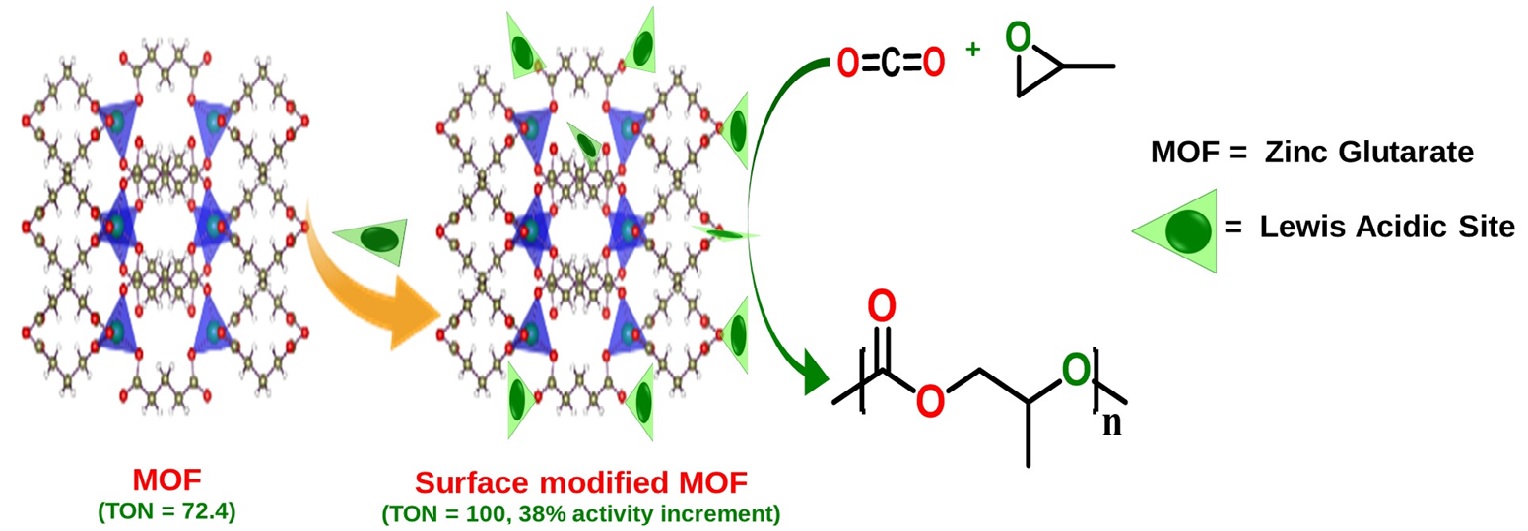 O=C=O + O
MOF = Zinc Glutarate
= Lewis Acidic Site
O
O
O
n
MOF
(TON = 72.4)
Surface modified MOF
(TON = 100, 38% activity increment)